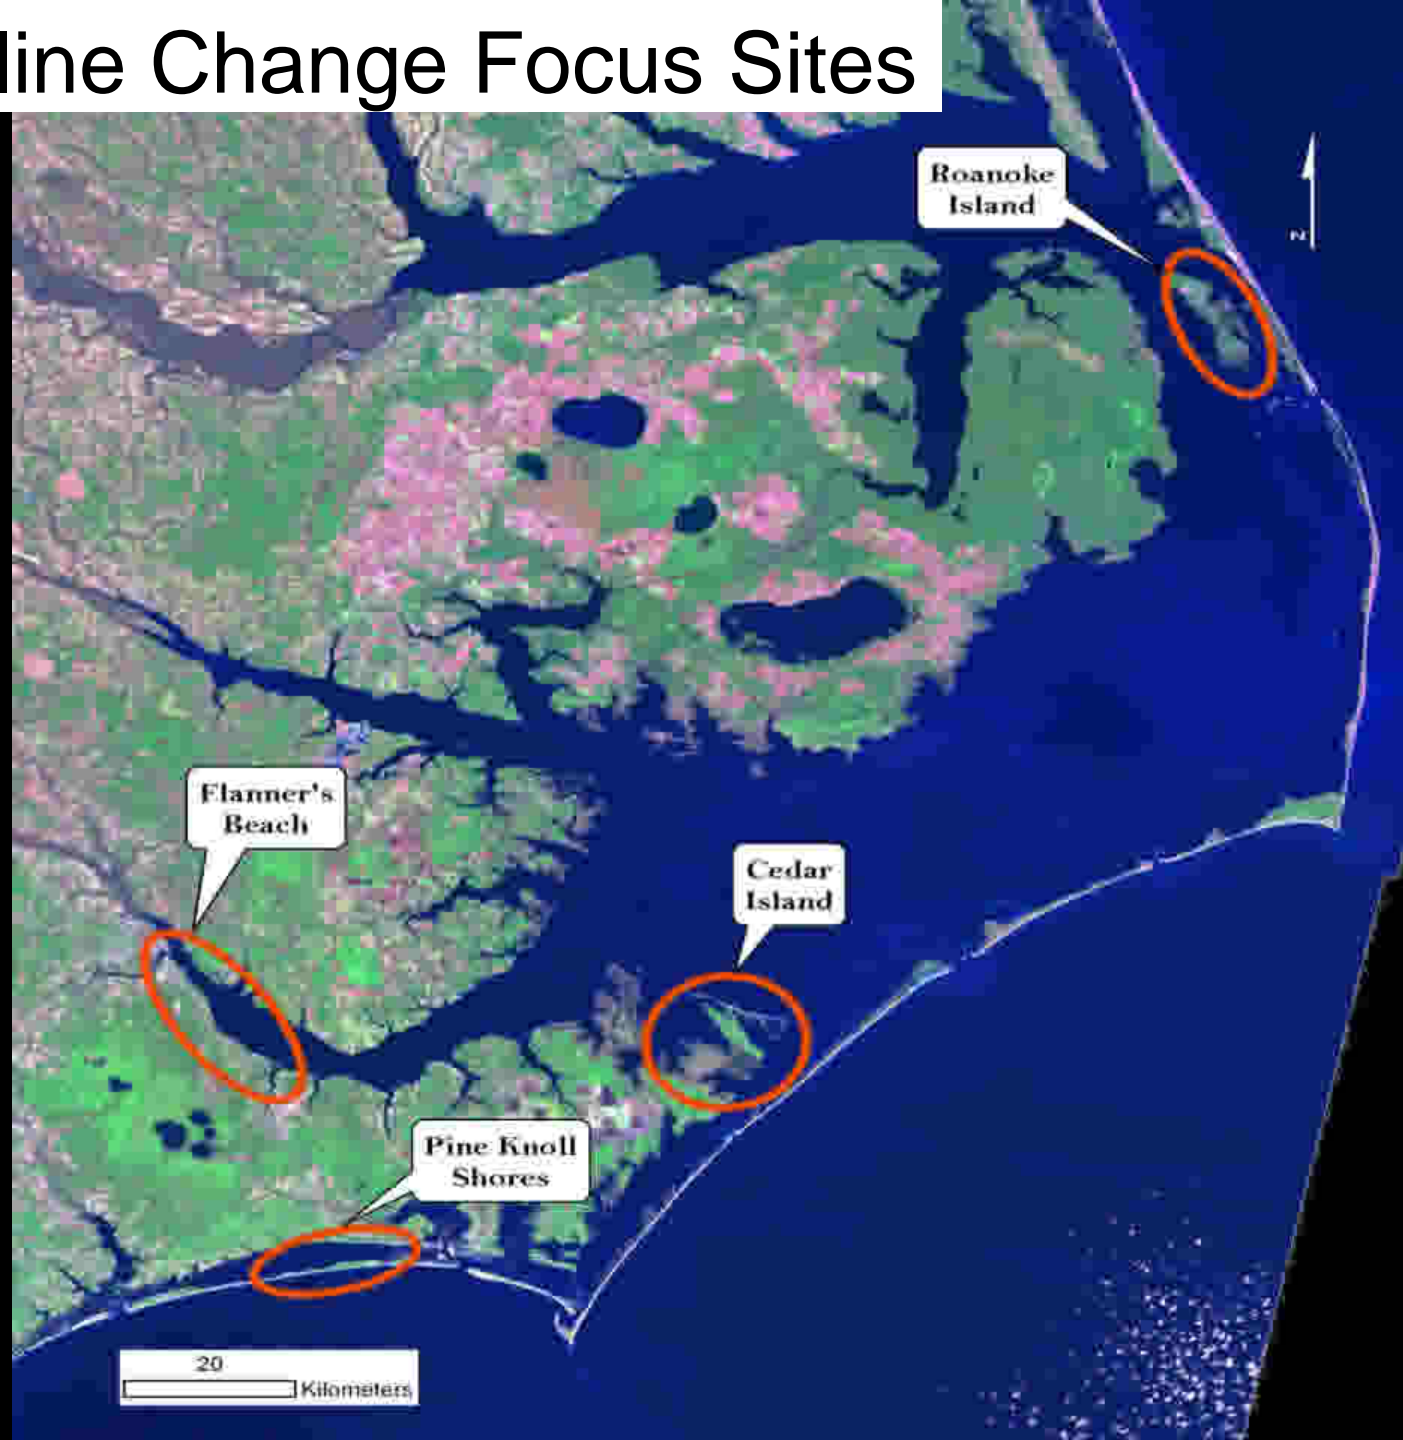 line Change Focus Sites
Roanoke
Island
N
Flanner's
Beach
Cedar
Island
Pine Knoll
Shores
20
Kilometers